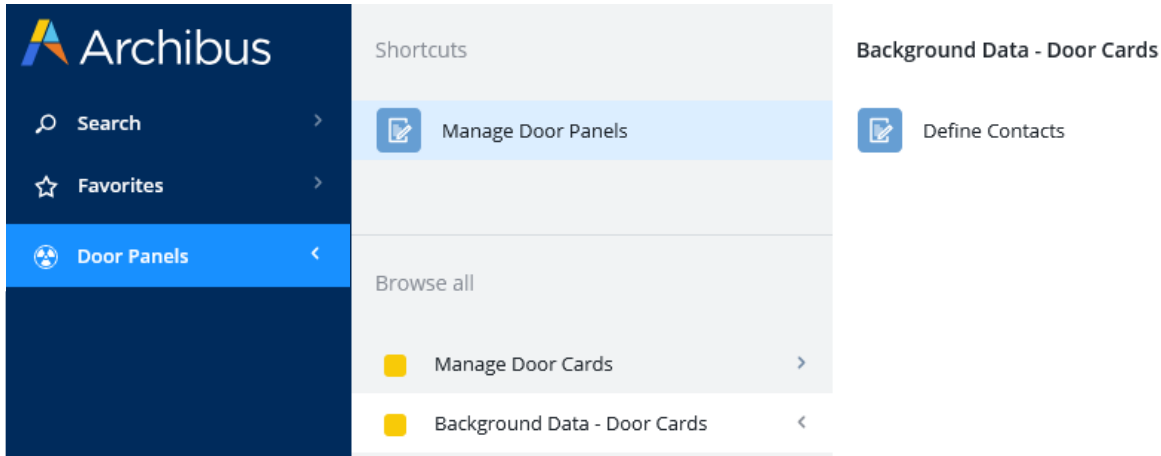 Archibus
Search
Favorites
Door Panels
Shortcuts
Manage Door Panels
Browse all
Manage Door Cards
Background Data - Door Cards
Background Data - Door Cards
Define Contacts